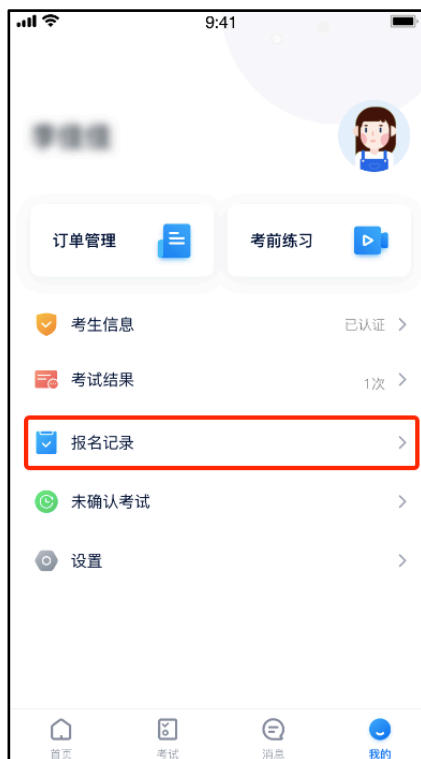 9:41
订单管理
考前练习
考生信息
已认证
考试结果
1次
报名记录
未确认考试
设置
首页
考试
消息
我的